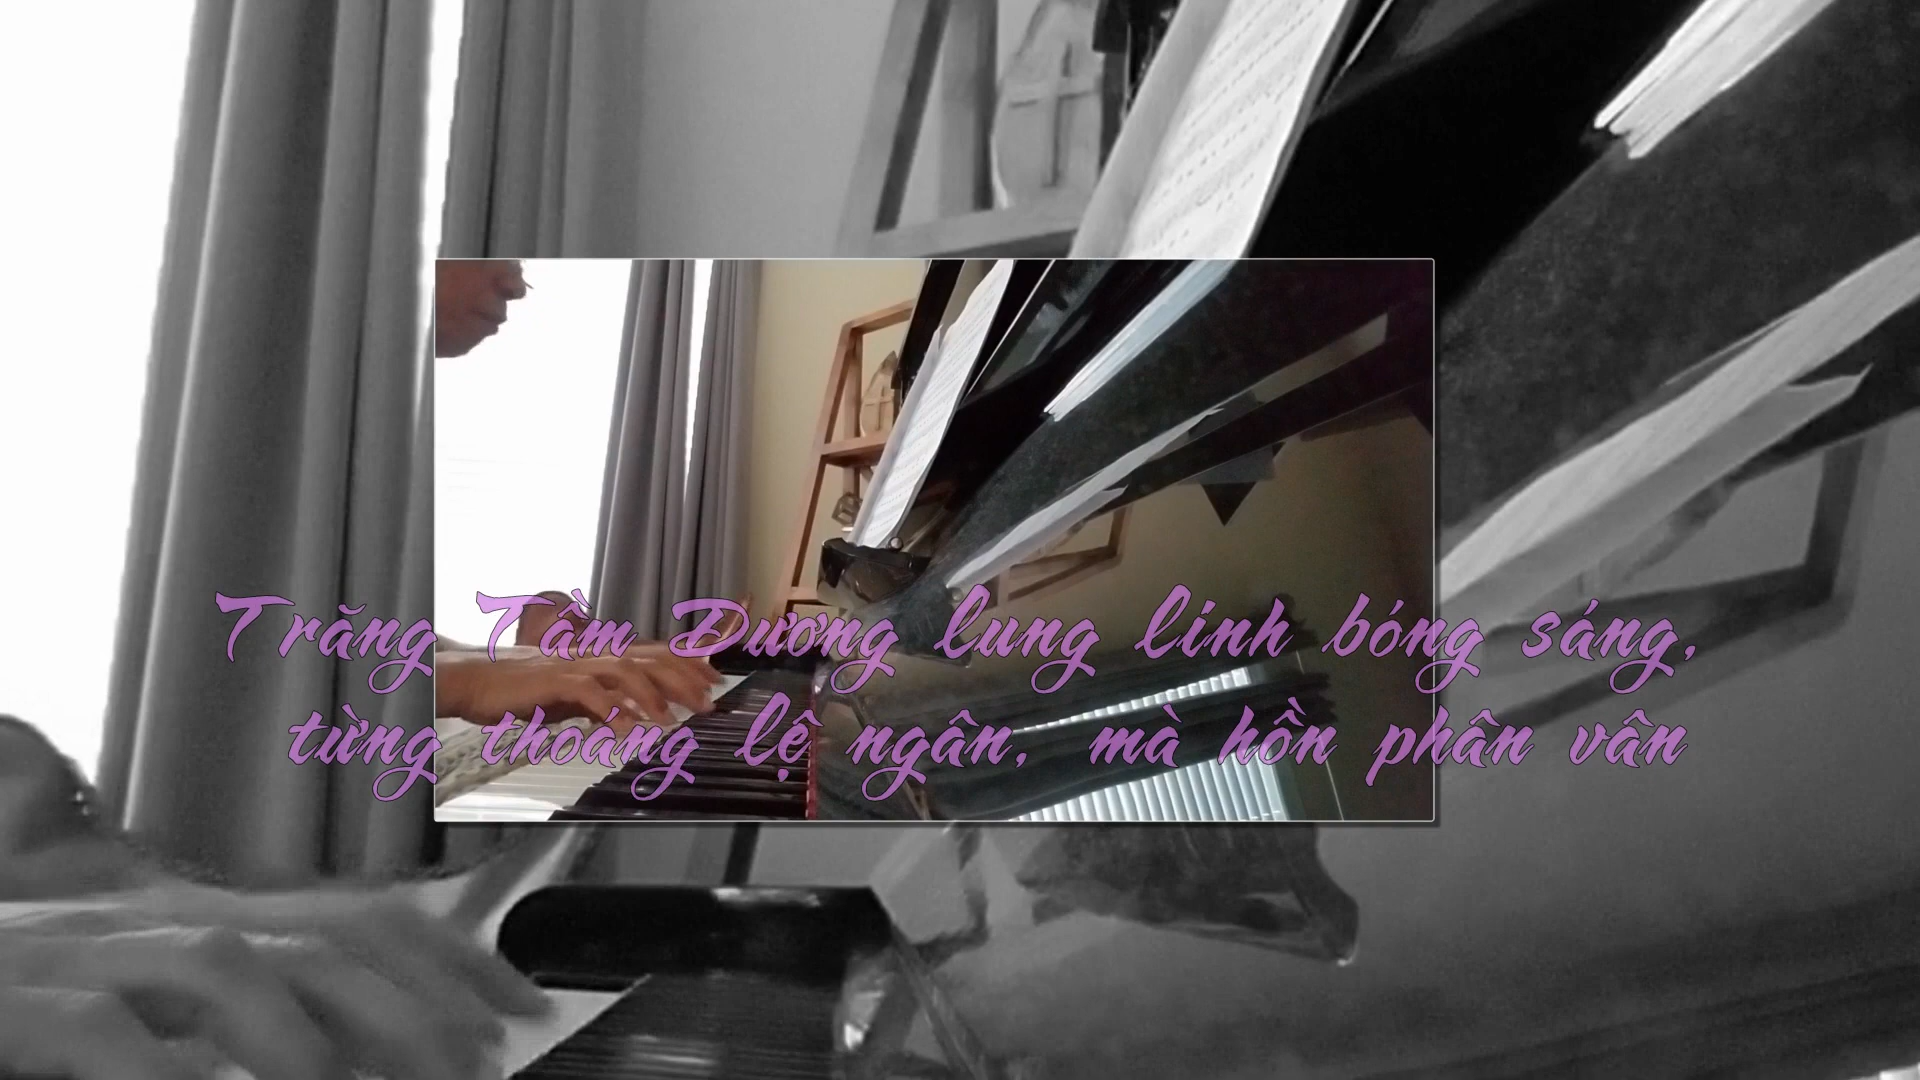 Trăng Tầm Dương lung linh bóng sáng,
từng thoáng lệ ngân, mà hồn phân vân